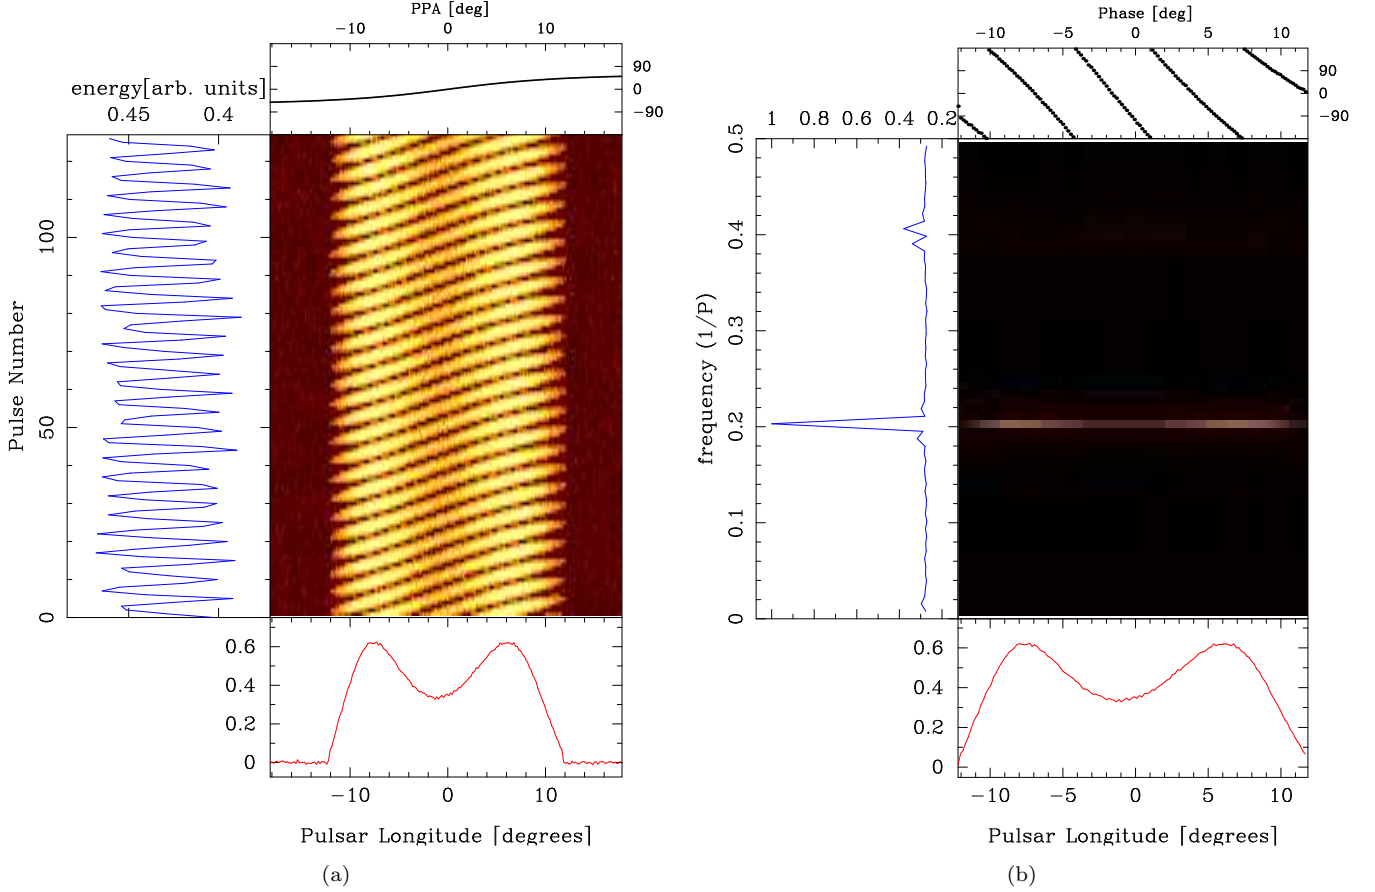 PPA [deg]
−10 0 10
90
0
−90
energy[arb. units]
0.45 0.4
Pulse Number
100
50
0
0.6
0.4
0.2
0
−10 0 10
Pulsar Longitude [degrees]
(a)
Phase [deg]
−10 −5 0 5 10
90
0
−90
1 0.8 0.6 0.4 0.2
frequency (1/P)
0.5
0.4
0.3
0.2
0.1
0
0.6
0.4
0.2
0
−10 −5 0 5 10
Pulsar Longitude [degrees]
(b)